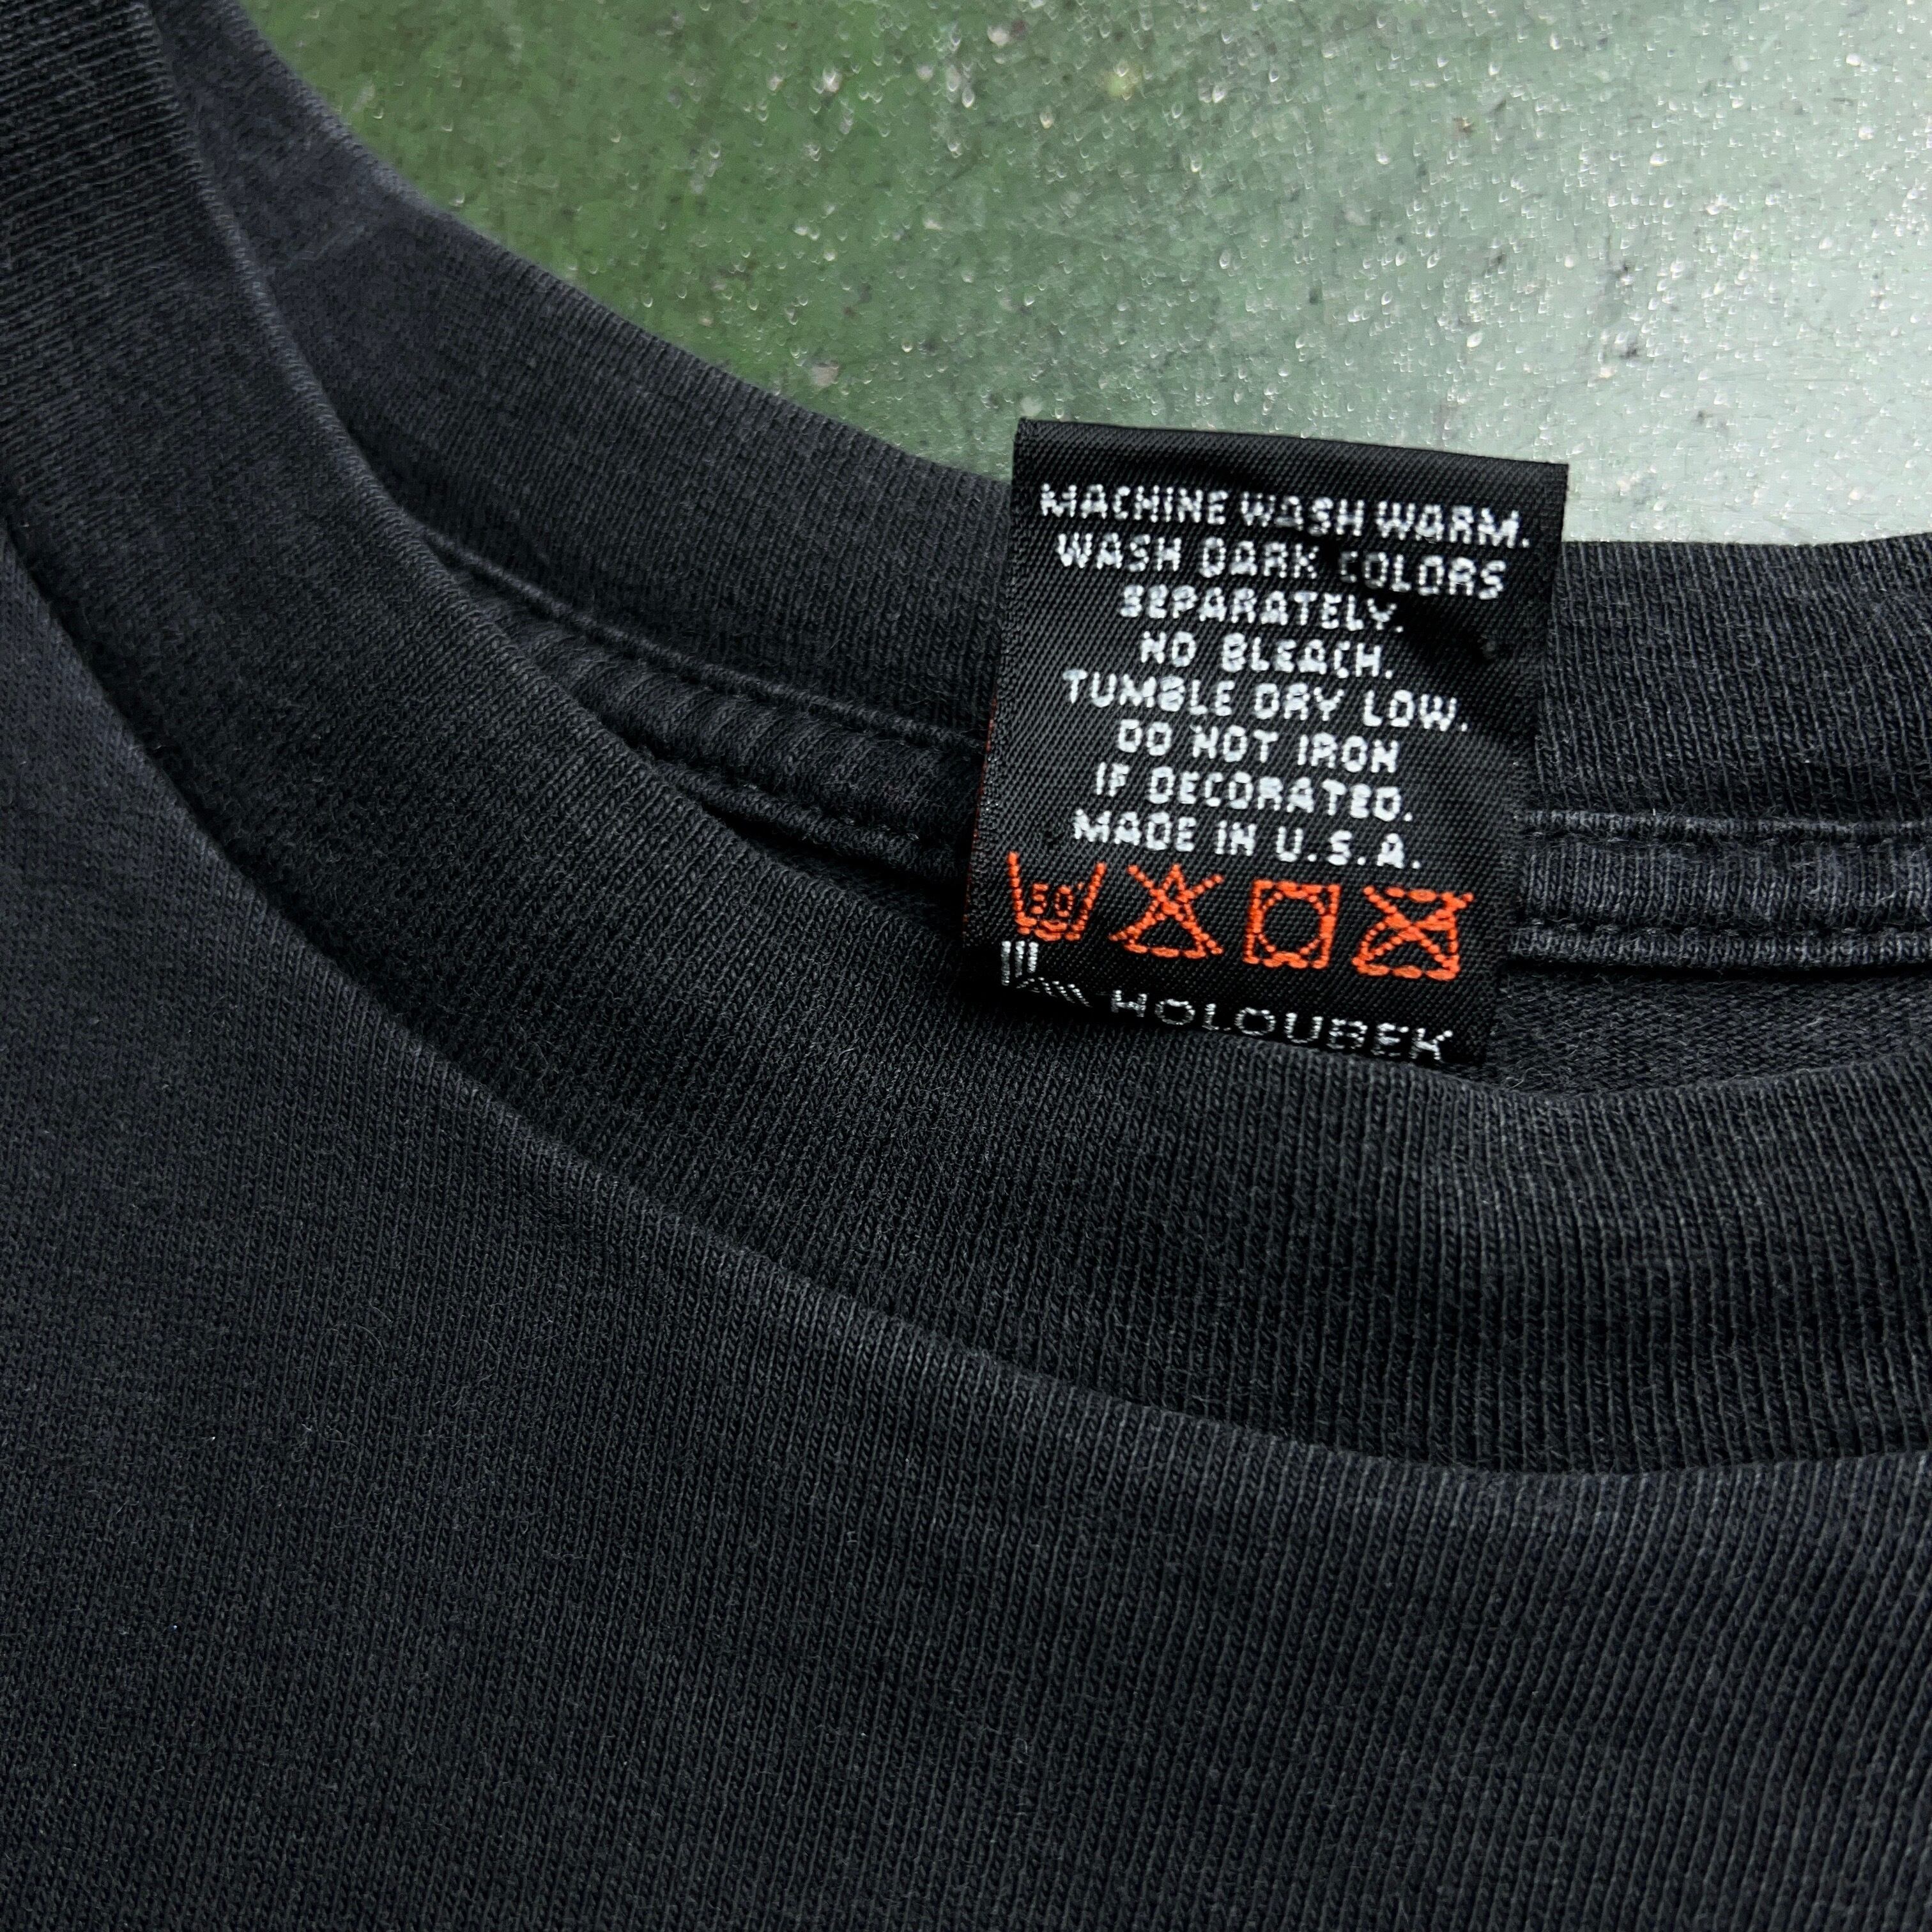 MACHINE WASH WARM.
WASH DARK COLORS
SEPARATELY.
NO BLEACH.
TUMBLE DRY LOW.
DO NOT IRON
IF DECORATED.
MADE IN U.S.A.
HOLOUBEK